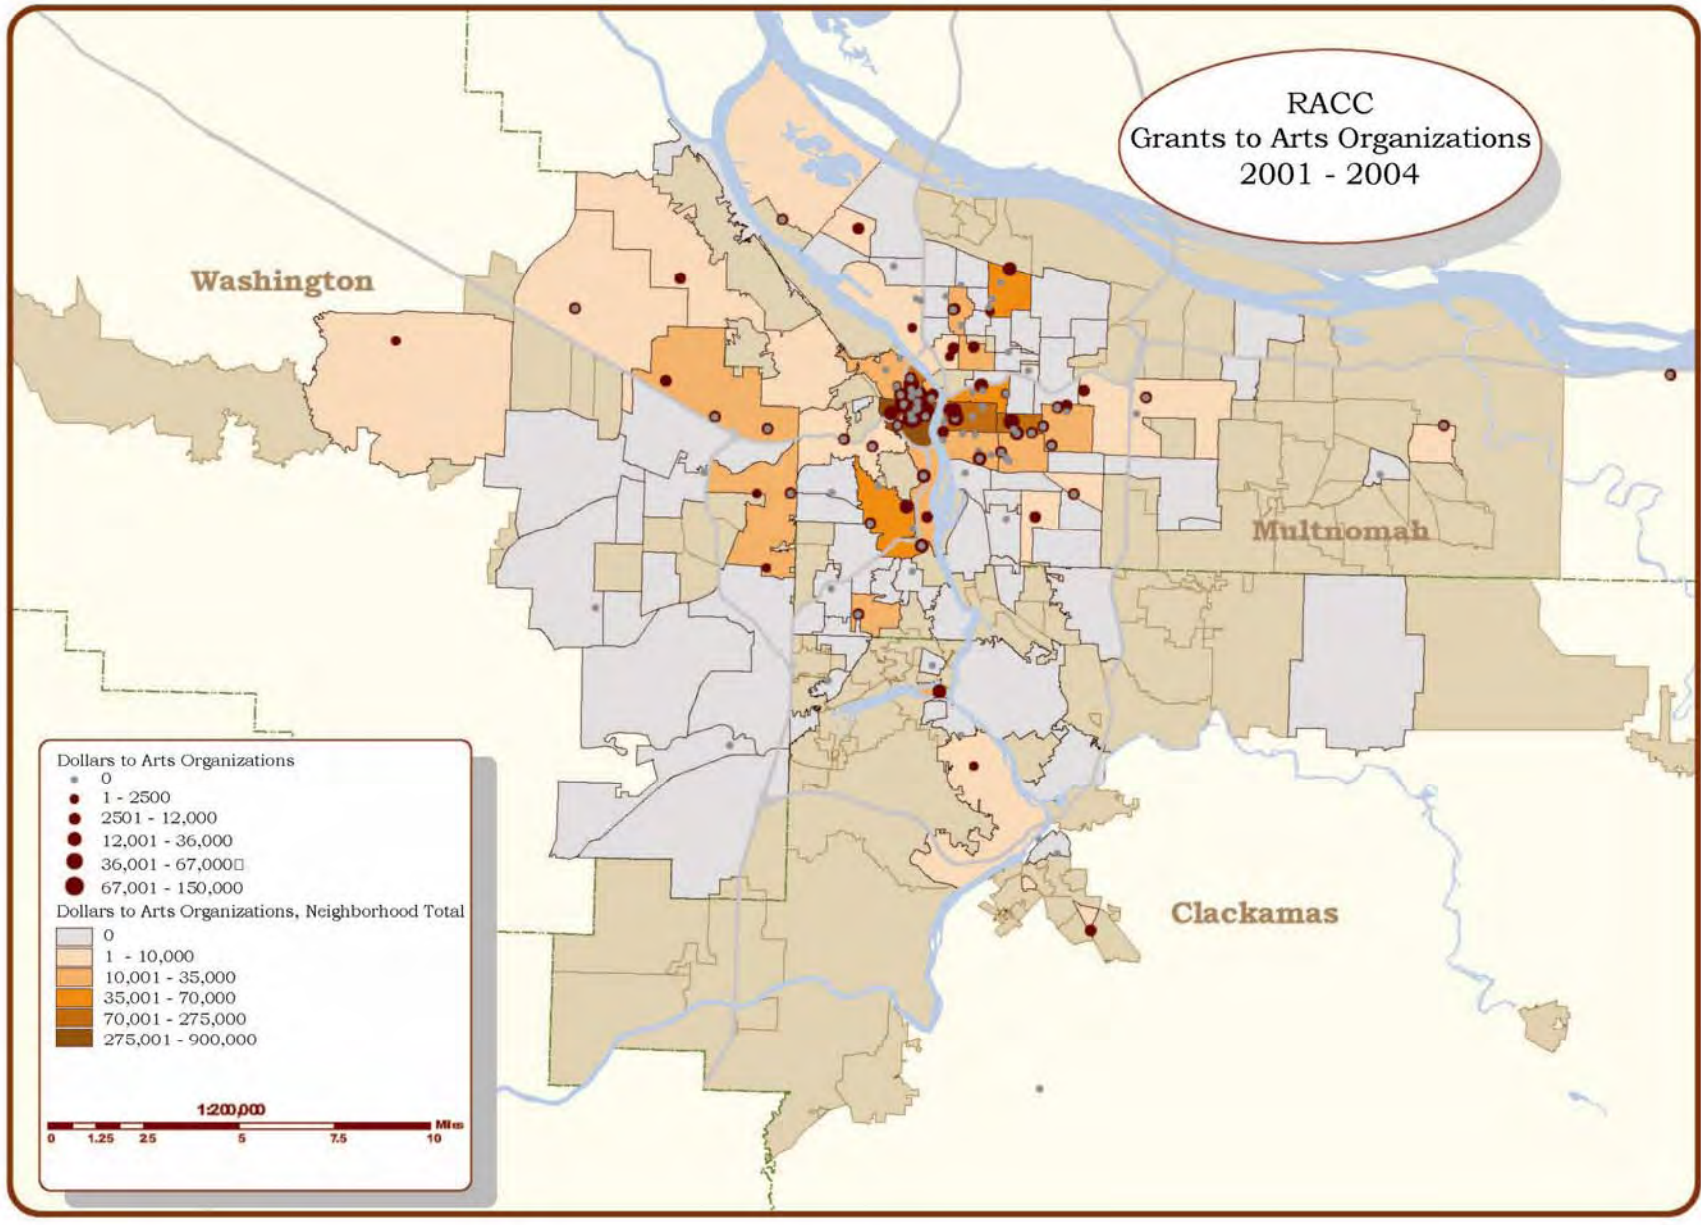 RACC
Grants to Arts Organizations
2001 - 2004
Washington
Multnomah
Clackamas
Dollars to Arts Organizations
0
1 - 2500
2501 - 12,000
12,001 - 36,000
36,001 - 67,000□
67,001 - 150,000
Dollars to Arts Organizations, Neighborhood Total
0
1 - 10,000
10,001 - 35,000
35,001 - 70,000
70,001 - 275,000
275,001 - 900,000
1:200,000
Miles
0 1.25 2.5 5 7.5 10